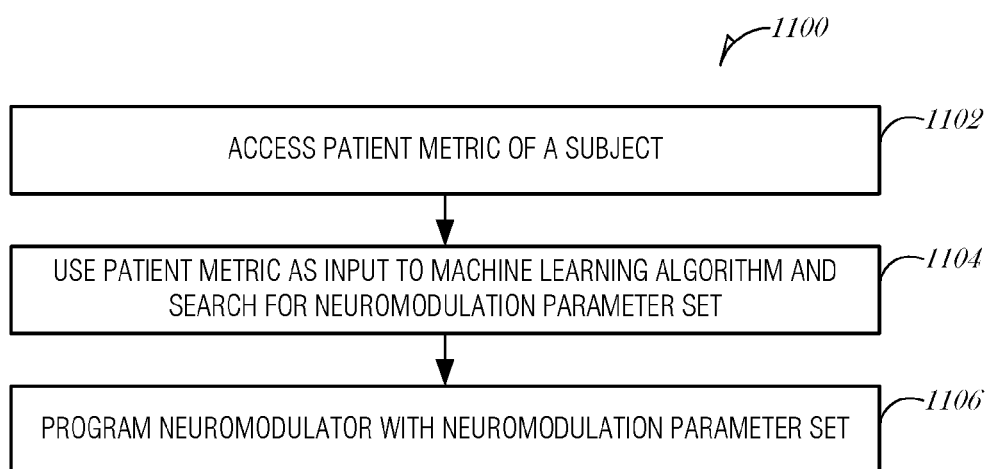 1100
ACCESS PATIENT METRIC OF A SUBJECT
1102
USE PATIENT METRIC AS INPUT TO MACHINE LEARNING ALGORITHM AND
SEARCH FOR NEUROMODULATION PARAMETER SET
1104
PROGRAM NEUROMODULATOR WITH NEUROMODULATION PARAMETER SET
1106